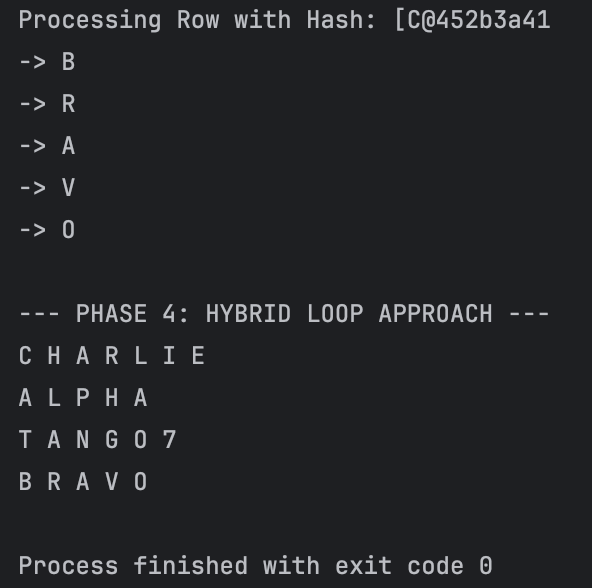 Processing Row with Hash: [C@452b3a41
-> B
-> R
-> A
-> V
-> O
--- PHASE 4: HYBRID LOOP APPROACH ---
C H A R L I E
A L P H A
T A N G O 7
B R A V O
Process finished with exit code 0